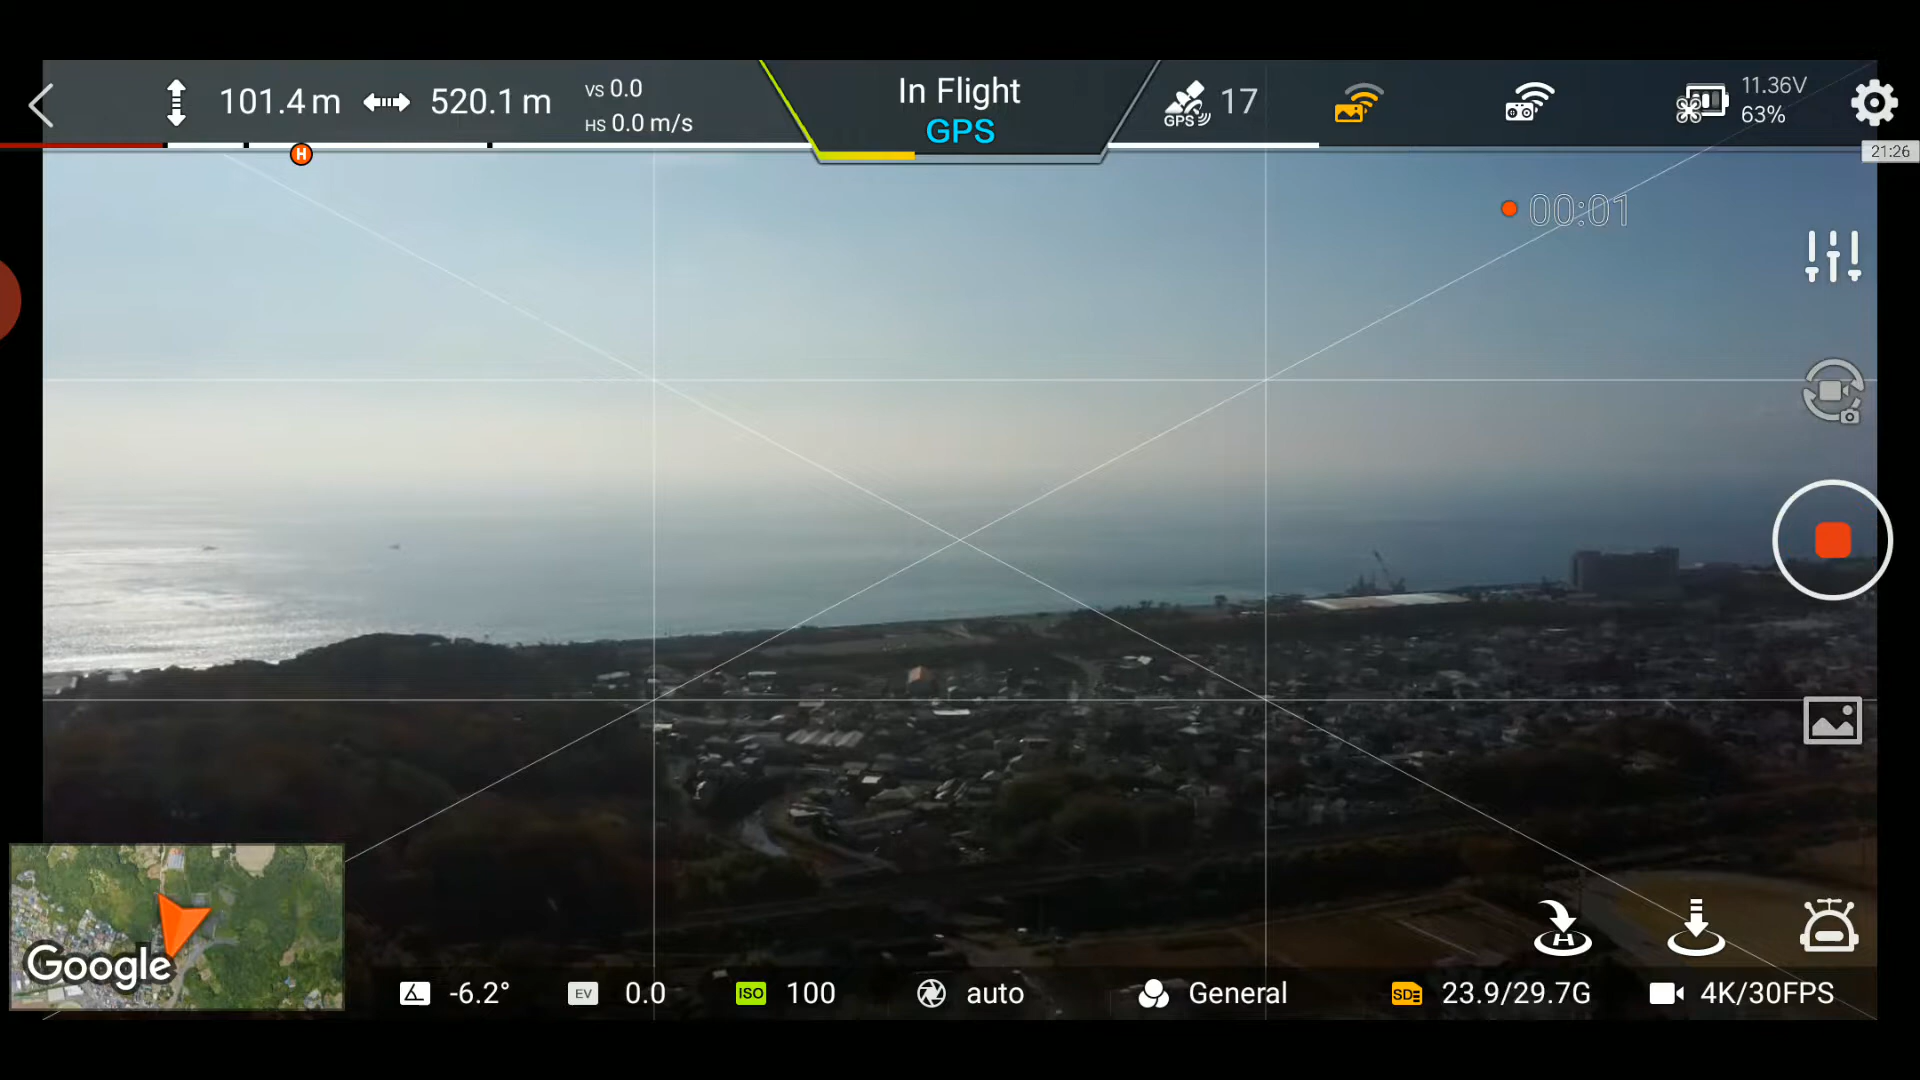 101.4 m
520.1 m
VS 0.0
HS 0.0 m/s
In Flight
GPS
GPS
17
11.36V
63%
21:26
H
00:01
Google
-6.2°
EV
0.0
ISO
100
auto
General
SD
23.9/29.7G
4K/30FPS
H